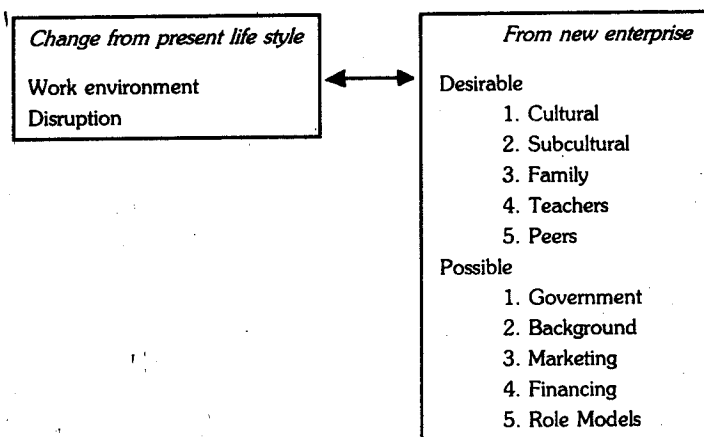 Change from present life style
Work environment
Disruption
From new enterprise
Desirable
1. Cultural
2. Subcultural
3. Family
4. Teachers
5. Peers
Possible
1. Government
2. Background
3. Marketing
4. Financing
5. Role Models